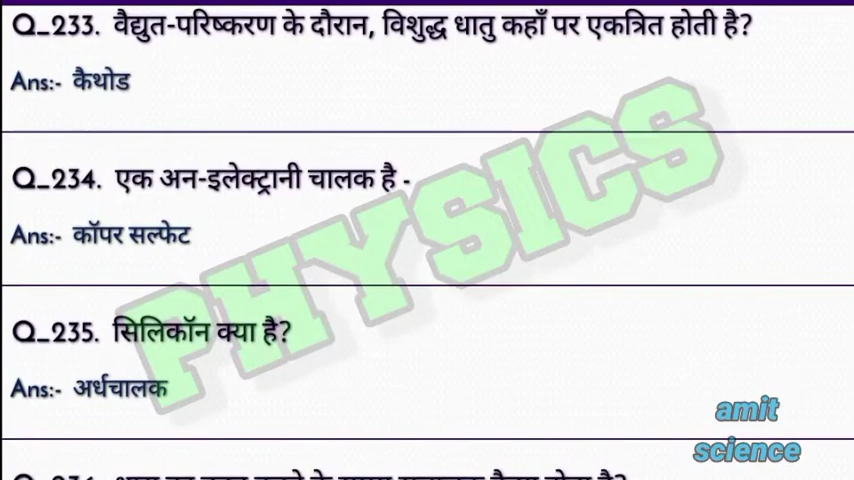 Q_233. वैद्युत-परिष्करण के दौरान, विशुद्ध धातु कहाँ पर एकत्रित होती है?
Ans:- कैथोड
Q_234. एक अन-इलेक्ट्रानी चालक है -
Ans:- कॉपर सल्फेट
Q_235. सिलिकॉन क्या है?
Ans:- अर्धचालक
PHYSICS
amit
science